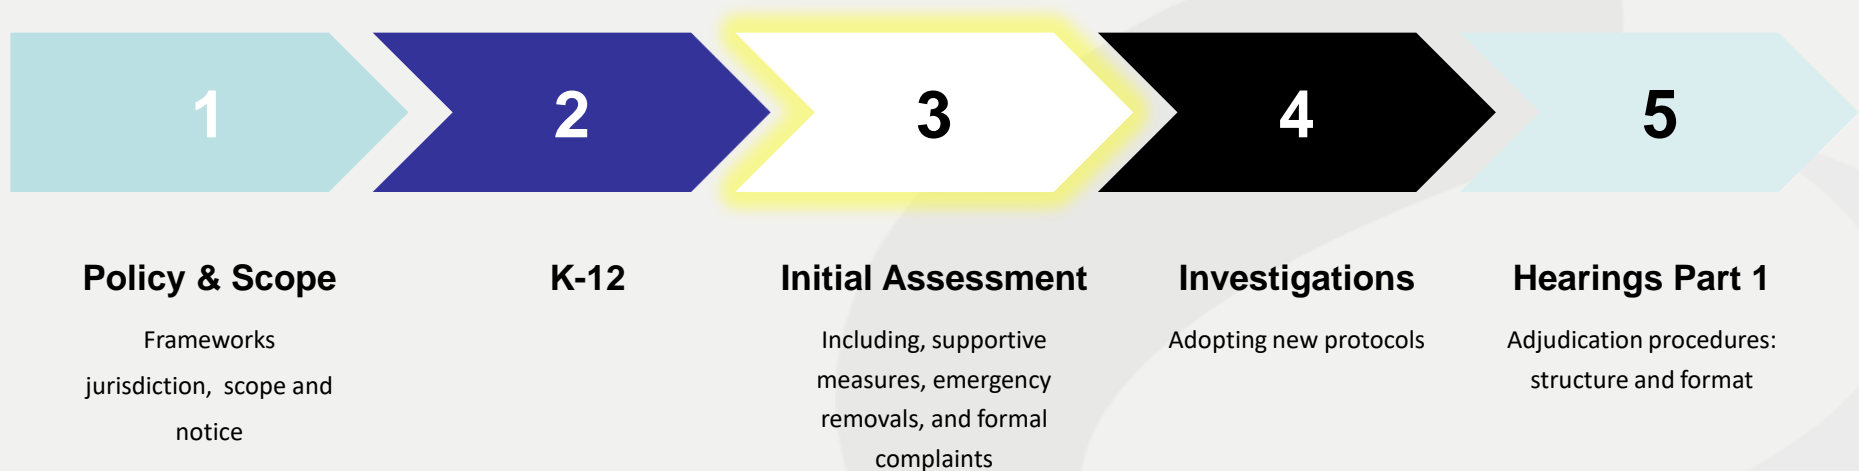 1
2
3
4
5
Policy & Scope
Frameworks
jurisdiction, scope and
notice
K-12
Initial Assessment
Including, supportive
measures, emergency
removals, and formal
complaints
Investigations
Adopting new protocols
Hearings Part 1
Adjudication procedures:
structure and format